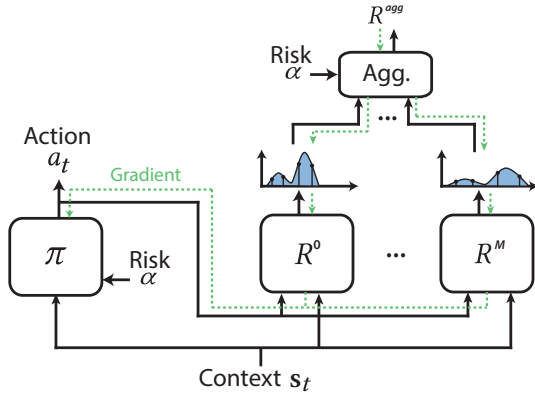 R^agg
Risk
α
Agg.
...
Action
a_t
Gradient
π
Risk
α
R^0
...
R^M
Context s_t